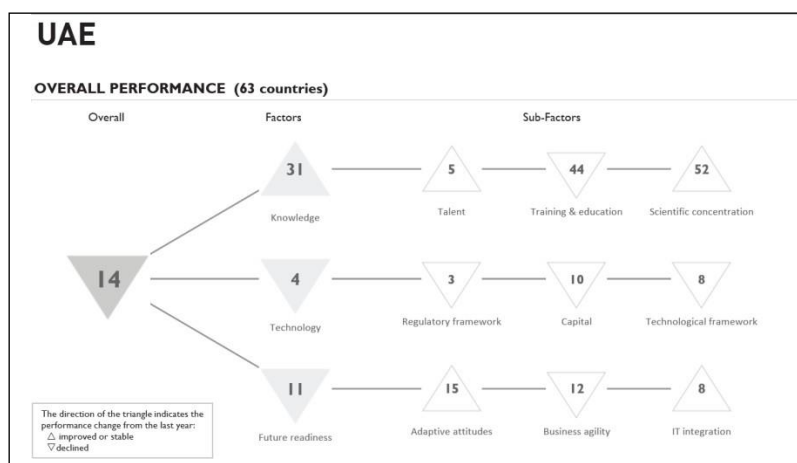 UAE
OVERALL PERFORMANCE (63 countries)
Overall Factors Sub-Factors
31 5 44 52
Knowledge Talent Training & education Scientific concentration
14 4 3 10 8
Technology Regulatory framework Capital Technological framework
11 15 12 8
Future readiness Adaptive attitudes Business agility IT integration
The direction of the triangle indicates the
performance change from the last year:
△ improved or stable
▽ declined